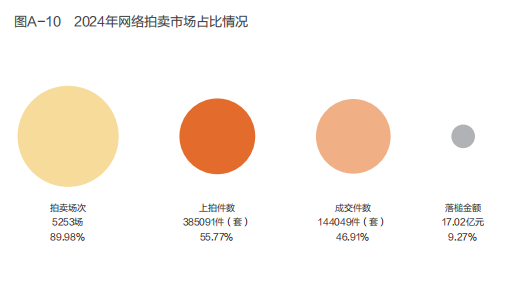 图A-10 2024年网络拍卖市场占比情况
拍卖场次 上拍件数 成交件数 落槌金额
5253场 385091件（套） 144049件（套） 17.02亿元
89.98% 55.77% 46.91% 9.27%